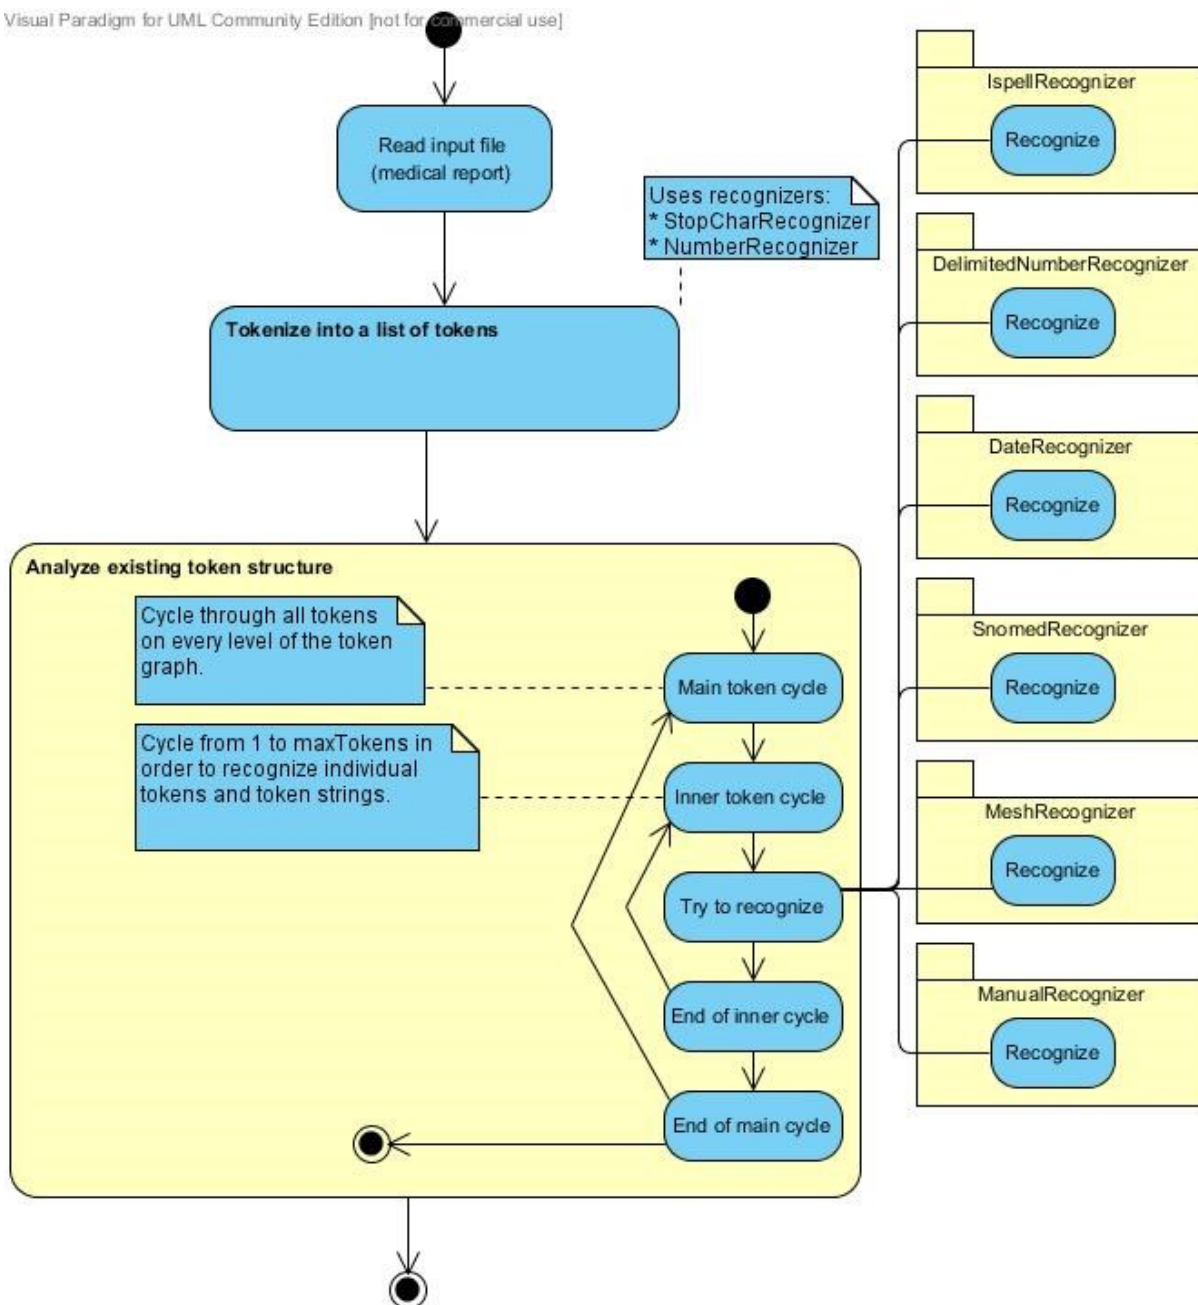 Visual Paradigm for UML Community Edition [not for commercial use]
Read input file
(medical report)
Uses recognizers:
* StopCharRecognizer
* NumberRecognizer
Tokenize into a list of tokens
Analyze existing token structure
Cycle through all tokens
on every level of the token
graph.
Main token cycle
Cycle from 1 to maxTokens in
order to recognize individual
tokens and token strings.
Inner token cycle
Try to recognize
End of inner cycle
End of main cycle
IspellRecognizer
Recognize
DelimitedNumberRecognizer
Recognize
DateRecognizer
Recognize
SnomedRecognizer
Recognize
MeshRecognizer
Recognize
ManualRecognizer
Recognize